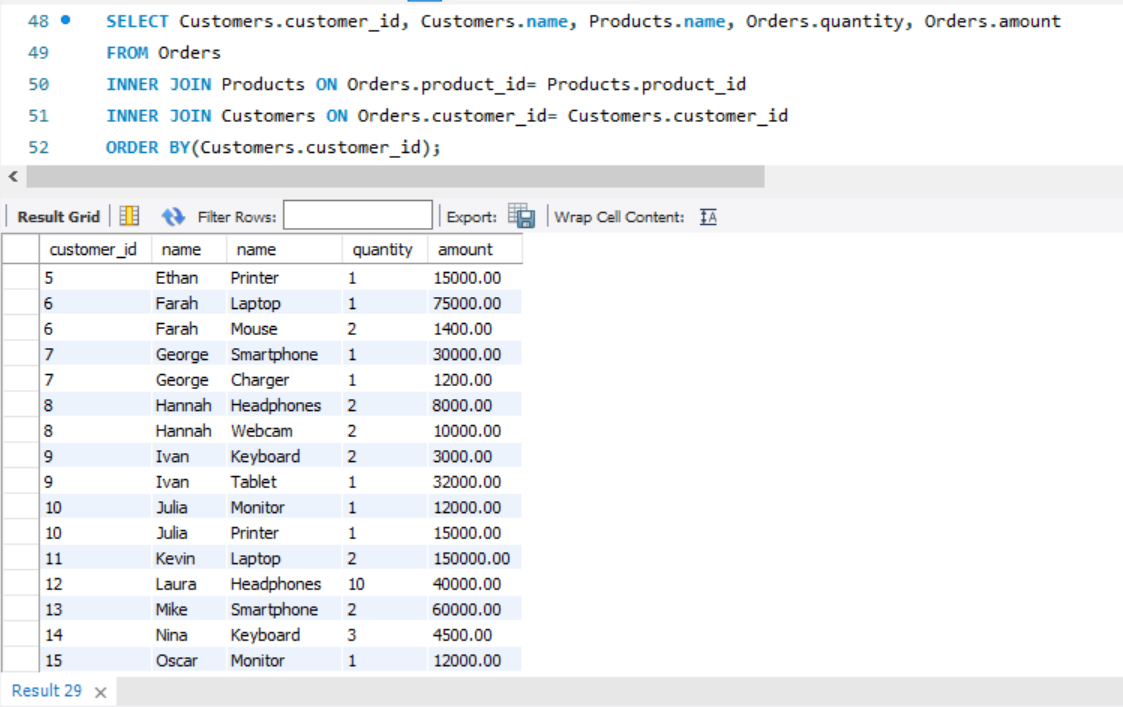 48 SELECT Customers.customer_id, Customers.name, Products.name, Orders.quantity, Orders.amount
49 FROM Orders
50 INNER JOIN Products ON Orders.product_id= Products.product_id
51 INNER JOIN Customers ON Orders.customer_id= Customers.customer_id
52 ORDER BY(Customers.customer_id);
Result Grid Filter Rows: Export: Wrap Cell Content: IA
customer_id name name quantity amount
5 Ethan Printer 1 15000.00
6 Farah Laptop 1 75000.00
6 Farah Mouse 2 1400.00
7 George Smartphone 1 30000.00
7 George Charger 1 1200.00
8 Hannah Headphones 2 8000.00
8 Hannah Webcam 2 10000.00
9 Ivan Keyboard 2 3000.00
9 Ivan Tablet 1 32000.00
10 Julia Monitor 1 12000.00
10 Julia Printer 1 15000.00
11 Kevin Laptop 2 150000.00
12 Laura Headphones 10 40000.00
13 Mike Smartphone 2 60000.00
14 Nina Keyboard 3 4500.00
15 Oscar Monitor 1 12000.00
Result 29